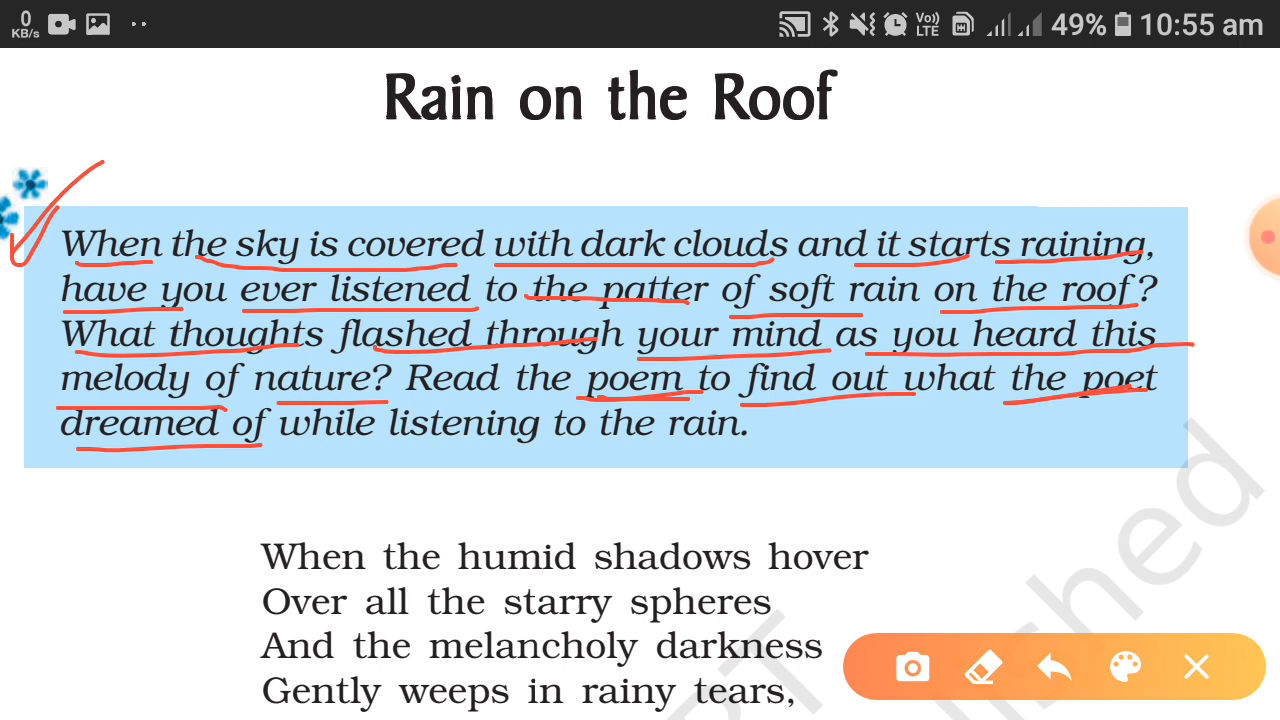 0
KB/s
Vo))
LTE
49%
10:55 am
Rain on the Roof
When the sky is covered with dark clouds and it starts raining,
have you ever listened to the patter of soft rain on the roof?
What thoughts flashed through your mind as you heard this
melody of nature? Read the poem to find out what the poet
dreamed of while listening to the rain.
When the humid shadows hover
Over all the starry spheres
And the melancholy darkness
Gently weeps in rainy tears,